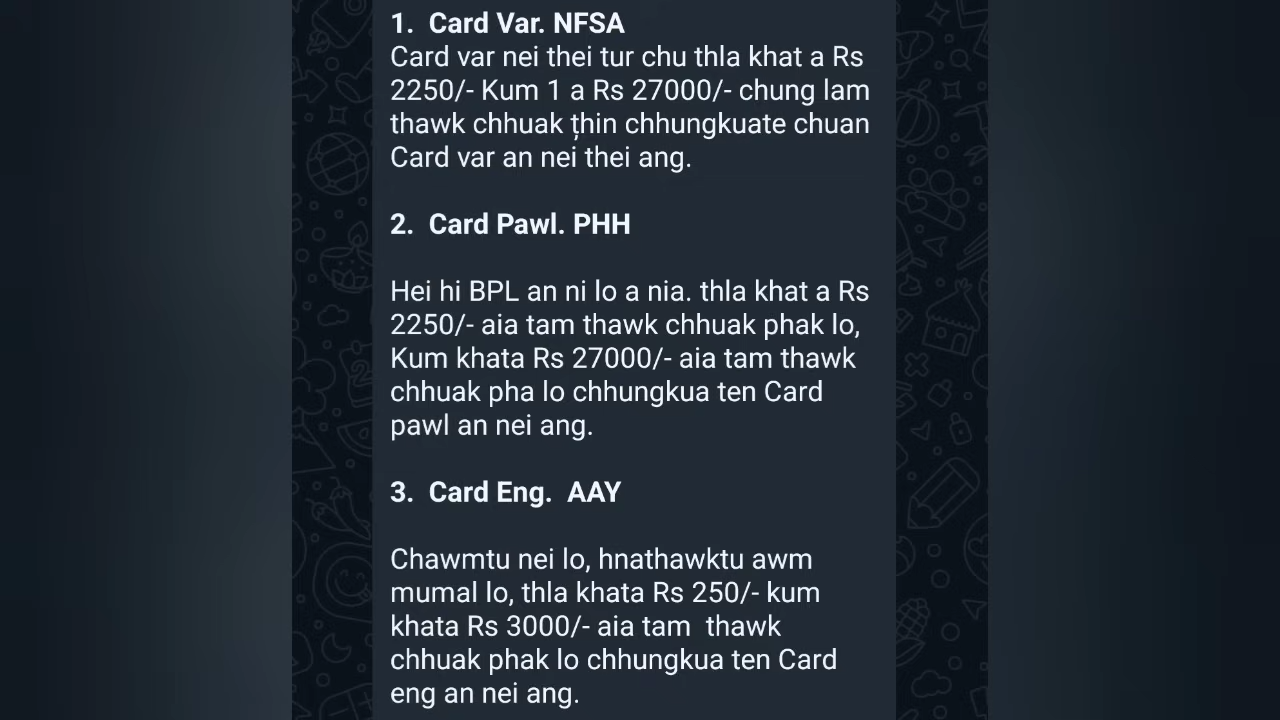 1. Card Var. NFSA
Card var nei thei tur chu thla khat a Rs
2250/- Kum 1 a Rs 27000/- chung lam
thawk chhuak ṭhin chhungkuate chuan
Card var an nei thei ang.
2. Card Pawl. PHH
Hei hi BPL an ni lo a nia. thla khat a Rs
2250/- aia tam thawk chhuak phak lo,
Kum khata Rs 27000/- aia tam thawk
chhuak pha lo chhungkua ten Card
pawl an nei ang.
3. Card Eng. AAY
Chawmtu nei lo, hnathawktu awm
mumal lo, thla khata Rs 250/- kum
khata Rs 3000/- aia tam thawk
chhuak phak lo chhungkua ten Card
eng an nei ang.